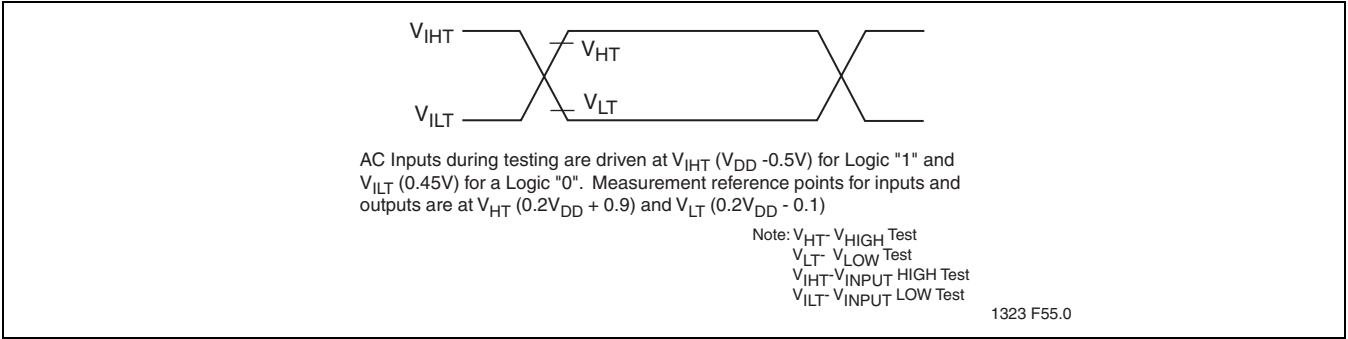 VIHT
VHT
VLT
VILT
AC Inputs during testing are driven at VIHT (VDD -0.5V) for Logic "1" and
VILT (0.45V) for a Logic "0". Measurement reference points for inputs and
outputs are at VHT (0.2VDD + 0.9) and VLT (0.2VDD - 0.1)
Note: VHT- VHIGH Test
VLT- VLOW Test
VIHT-VINPUT HIGH Test
VILT- VINPUT LOW Test
1323 F55.0